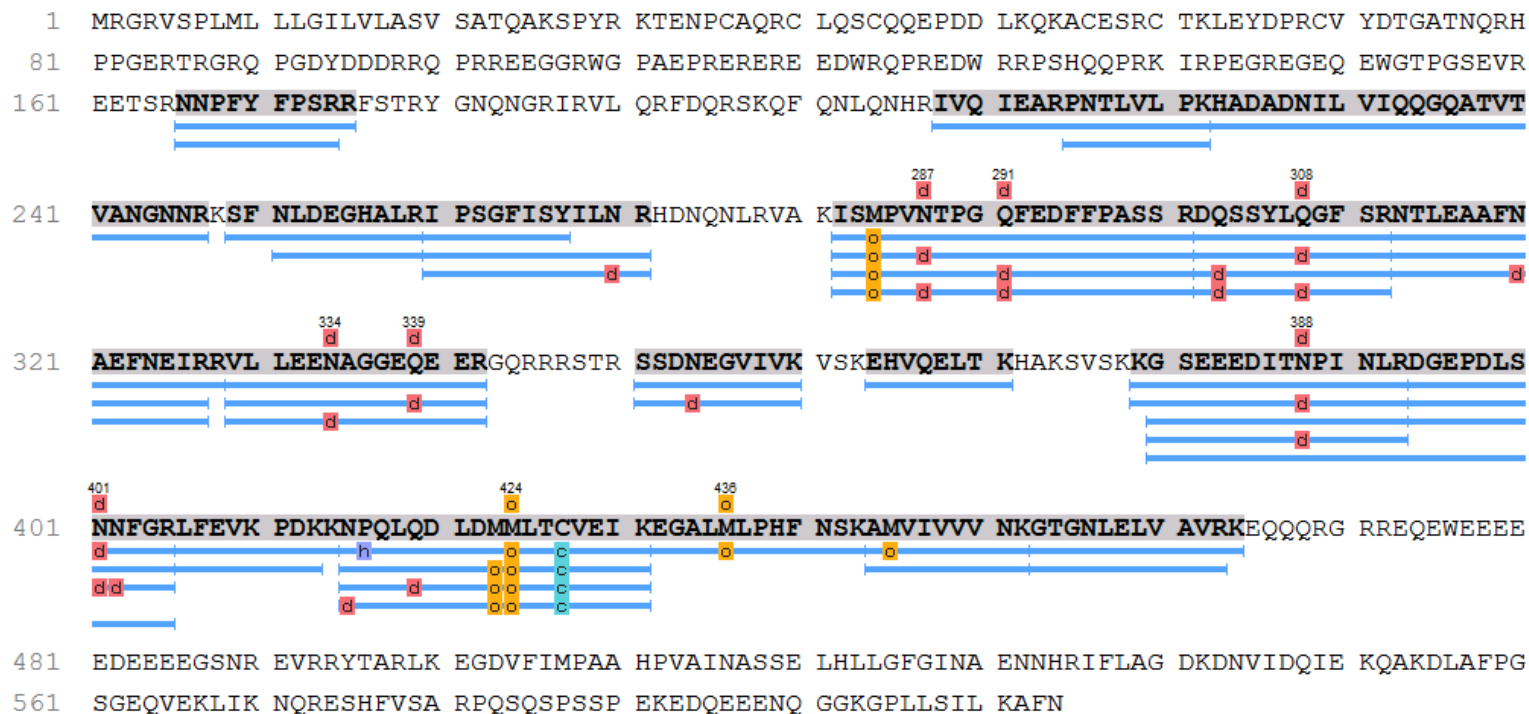 1 MRGRVSPLML LLGILVLASV SATQAKSPYR KTENPCAQRC LQSCQQEPDD LKQKACESRC TKLEYDPRCV YDTGATNQRH
81 PPGERTRGRQ PGDYDDDRRQ PRREEGGRWG PAEPREREREE EDWRQPREDW RRPSHQQPRK IRPEGREGEQ EWGTPGSEVR
161 EETSRNNPFY FPSRRFSTRY GNQNGRIRVL QRFDQRSKQF QNLQNHRIVQ IEARPNTLVL PKHADADNIL VIQQGQATVT
287 291 308
d d d
241 VANGNNRKSF NLDEGHALRI PSGFISYILN RHDNQNLRVA KISMPVNTPG QFEDFFPASS RDQSSYLQGF SRNTLEAAFN
o
o d d
d o d d d
o d d d d
334 339 388
d d d
321 AEFNEIRRVL LEENAGGEQE ERGQRRRSTR SSDNEGVIVK VSKEHVQELT KHAKSVSKKG SEEEDITNPI NLRDGEPDLS
d d d
d
d
401 424 436
d o o
401 NNFGRLFEVK PDKKNPQLQD LDMMLTCVEI KEGALMLPHF NSKAMVIVVV NKGTGNLELV AVRKEQQQRG RREQEWEEEE
d h o c o o
o o c
d d d o o c
d o o c
481 EDEEEEGSNR EVRRYTARLK EGDVFIMPAA HPVAINASSE LHLLGFGINA ENNHRIFLAG DKDNVIDQIE KQAKDLAFPG
561 SGEQVEKLIK NQRESHFVSA RPQSQSPSSP EKEDQEEENQ GGKGPLLSIL KAFN